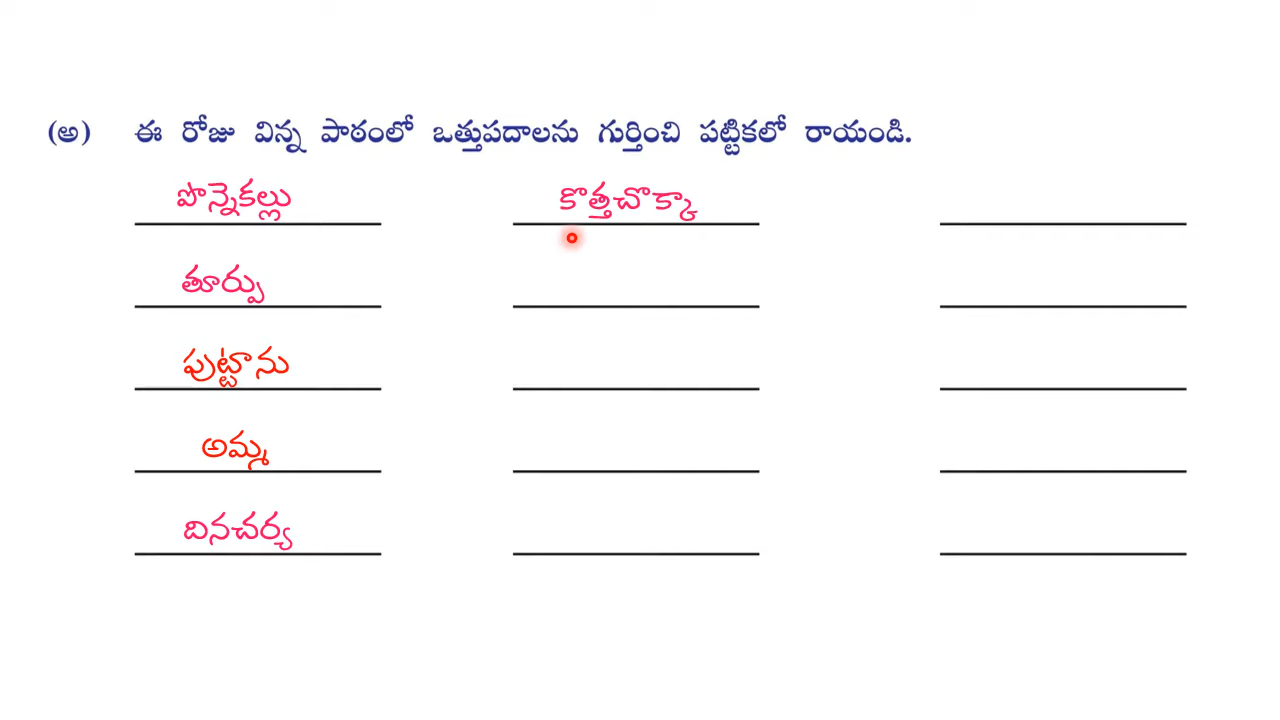 (అ) ఈ రోజు విన్న పాఠంలో ఒత్తుపదాలను గుర్తించి పట్టికలో రాయండి.
పొన్నెకల్లు కొత్తచొక్కా
తూర్పు
పుట్టాను
అమ్మ
దినచర్య